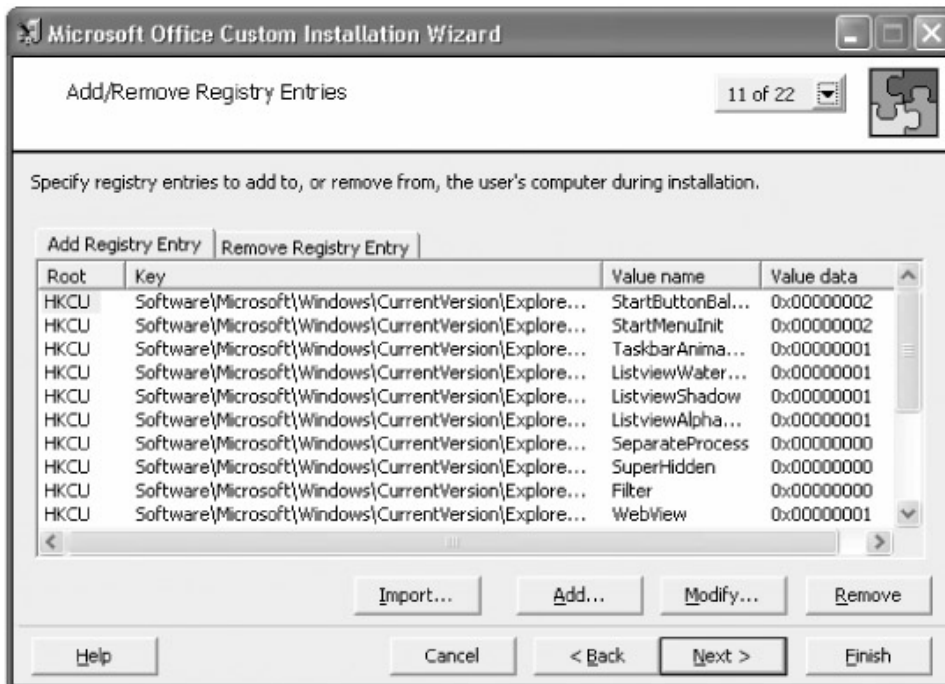 Microsoft Office Custom Installation Wizard
Add/Remove Registry Entries
11 of 22
Specify registry entries to add to, or remove from, the user's computer during installation.
Add Registry Entry Remove Registry Entry
Root Key Value name Value data
HKCU Software\Microsoft\Windows\CurrentVersion\Explore... StartButtonBal... 0x00000002
HKCU Software\Microsoft\Windows\CurrentVersion\Explore... StartMenuInit 0x00000002
HKCU Software\Microsoft\Windows\CurrentVersion\Explore... TaskbarAnima... 0x00000001
HKCU Software\Microsoft\Windows\CurrentVersion\Explore... ListviewWater... 0x00000001
HKCU Software\Microsoft\Windows\CurrentVersion\Explore... ListviewShadow 0x00000001
HKCU Software\Microsoft\Windows\CurrentVersion\Explore... ListviewAlpha... 0x00000001
HKCU Software\Microsoft\Windows\CurrentVersion\Explore... SeparateProcess 0x00000000
HKCU Software\Microsoft\Windows\CurrentVersion\Explore... SuperHidden 0x00000000
HKCU Software\Microsoft\Windows\CurrentVersion\Explore... Filter 0x00000000
HKCU Software\Microsoft\Windows\CurrentVersion\Explore... WebView 0x00000001
Import... Add... Modify... Remove
Help Cancel < Back Next > Finish